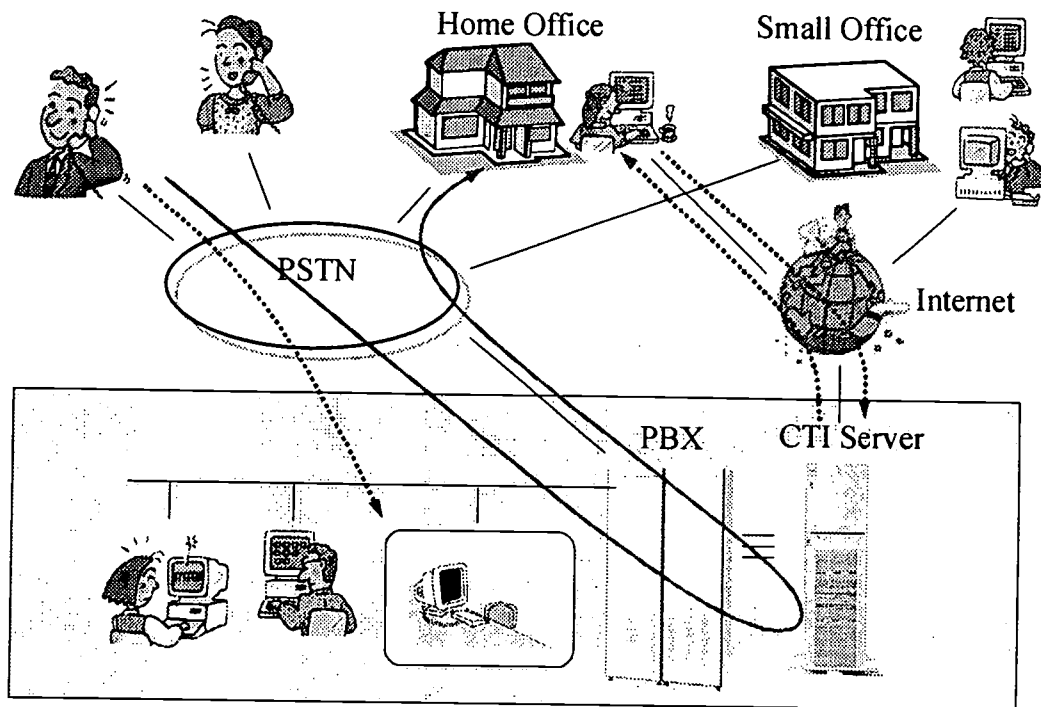 Home Office
Small Office
PSTN
Internet
PBX
CTI Server